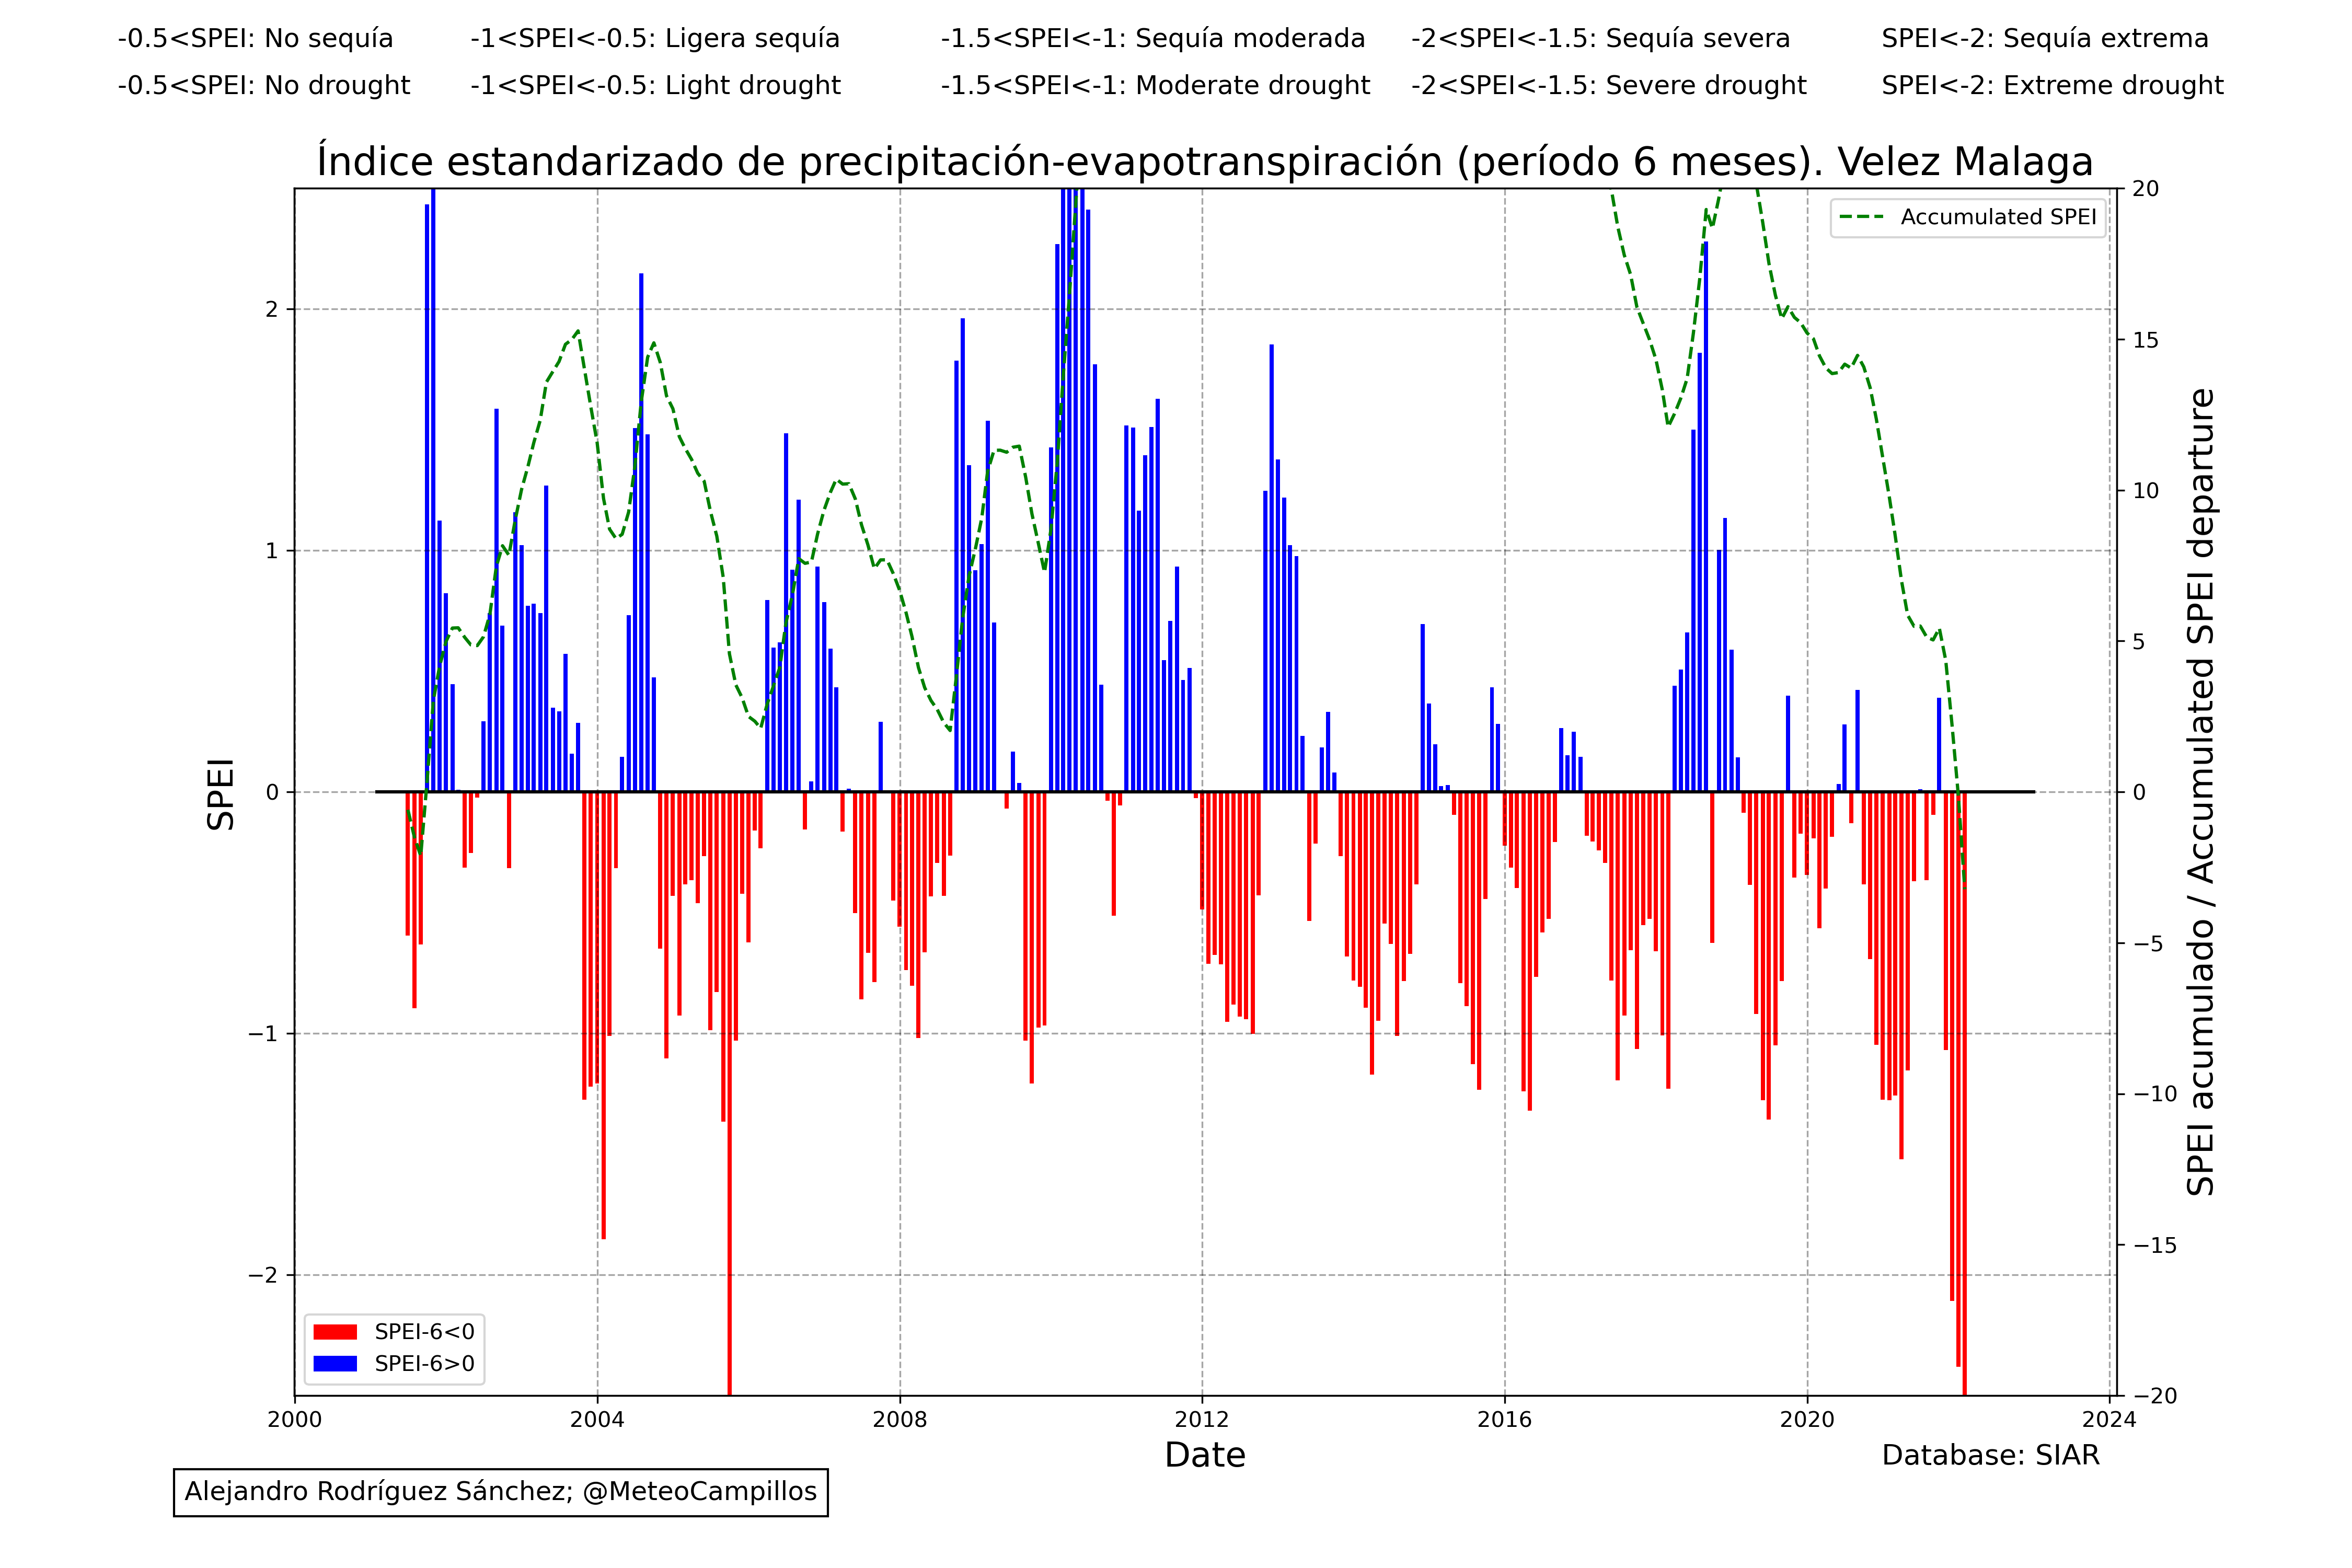 -0.5<SPEI: No sequía -1<SPEI<-0.5: Ligera sequía -1.5<SPEI<-1: Sequía moderada -2<SPEI<-1.5: Sequía severa SPEI<-2: Sequía extrema
-0.5<SPEI: No drought -1<SPEI<-0.5: Light drought -1.5<SPEI<-1: Moderate drought -2<SPEI<-1.5: Severe drought SPEI<-2: Extreme drought
Índice estandarizado de precipitación-evapotranspiración (período 6 meses). Velez Malaga
Accumulated SPEI
2
1
0
−1
−2
SPEI
20
15
10
5
0
−5
−10
−15
−20
SPEI acumulado / Accumulated SPEI departure
SPEI-6<0
SPEI-6>0
2000 2004 2008 2012 2016 2020 2024
Date
Database: SIAR
Alejandro Rodríguez Sánchez; @MeteoCampillos